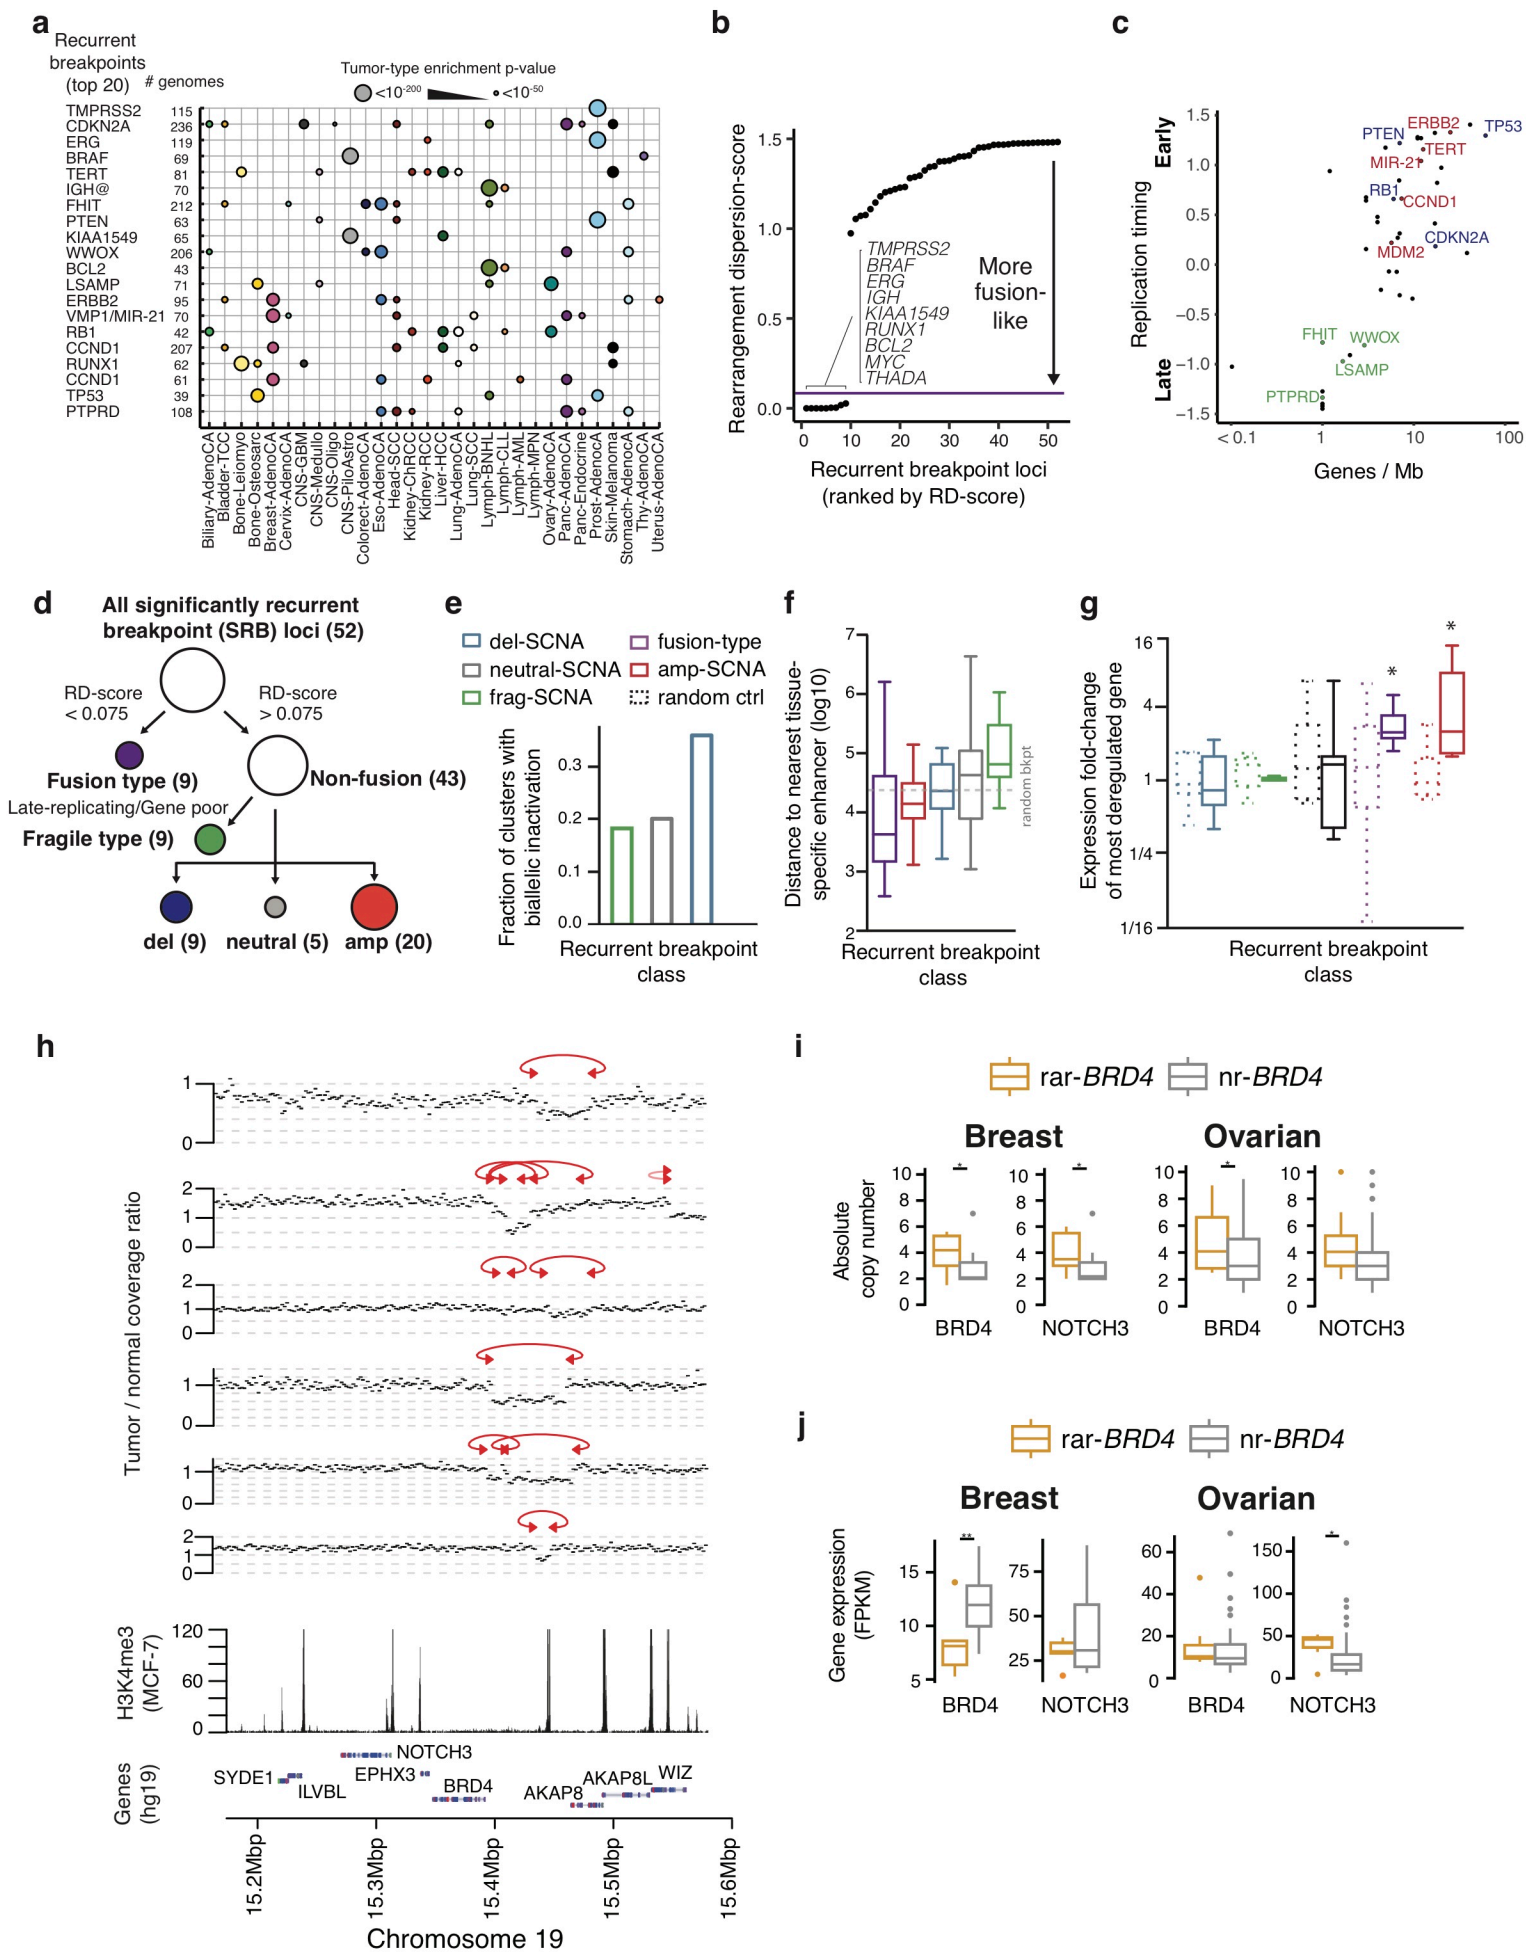 a
Recurrent
breakpoints
(top 20)
# genomes
Tumor-type enrichment p-value
<10-200
<10-50
TMPRSS2 115
CDKN2A 236
ERG 119
BRAF 69
TERT 81
IGH@ 70
FHIT 212
PTEN 63
KIAA1549 65
WWOX 206
BCL2 43
LSAMP 71
ERBB2 95
VMP1/MIR-21 70
RB1 42
CCND1 207
RUNX1 62
CCND1 61
TP53 39
PTPRD 108
Biliary-AdenoCA
Bladder-TCC
Bone-Leiomyo
Bone-Osteosarc
Breast-AdenoCA
Cervix-AdenoCA
CNS-GBM
CNS-Medullo
CNS-Oligo
CNS-PiloAstro
Colorect-AdenoCA
Eso-AdenoCA
Head-SCC
Kidney-ChRCC
Kidney-RCC
Liver-HCC
Lung-AdenoCA
Lung-SCC
Lymph-BNHL
Lymph-CLL
Lymph-AML
Lymph-MPN
Ovary-AdenoCA
Panc-AdenoCA
Panc-Endocrine
Prost-AdenocA
Skin-Melanoma
Stomach-AdenocA
Thy-AdenoCA
Uterus-AdenoCA
b
Rearrangement dispersion-score
1.5
1.0
0.5
0.0
TMPRSS2
BRAF
ERG
IGH
KIAA1549
RUNX1
BCL2
MYC
THADA
More
fusion-
like
0 10 20 30 40 50
Recurrent breakpoint loci
(ranked by RD-score)
c
Replication timing
Early
Late
1.5
1.0
0.5
0.0
−0.5
−1.0
−1.5
ERBB2
TP53
PTEN
TERT
MIR-21
RB1
CCND1
CDKN2A
MDM2
FHIT
WWOX
LSAMP
PTPRD
< 0.1 1 10 100
Genes / Mb
d
All significantly recurrent
breakpoint (SRB) loci (52)
RD-score
< 0.075
RD-score
> 0.075
Fusion type (9)
Non-fusion (43)
Late-replicating/Gene poor
Fragile type (9)
del (9) neutral (5) amp (20)
e
del-SCNA
neutral-SCNA
frag-SCNA
fusion-type
amp-SCNA
random ctrl
Fraction of clusters with
biallelic inactivation
0.3
0.2
0.1
0.0
Recurrent breakpoint
class
f
Distance to nearest tissue-
specific enhancer (log10)
7
6
5
4
3
2
random bkpt
Recurrent breakpoint
class
g
Expression fold-change
of most deregulated gene
16
4
1
1/4
1/16
*
*
Recurrent breakpoint
class
h
Tumor / normal coverage ratio
1
0
2
1
0
2
1
0
1
0
1
0
2
1
0
H3K4me3
(MCF-7)
120
60
0
Genes
(hg19)
SYDE1
ILVBL
NOTCH3
EPHX3
BRD4
AKAP8
AKAP8L
WIZ
15.2Mbp
15.3Mbp
15.4Mbp
15.5Mbp
15.6Mbp
Chromosome 19
i
rar-BRD4 nr-BRD4
Breast Ovarian
Absolute
copy number
10
8
6
4
2
0
*
BRD4
10
8
6
4
2
0
*
NOTCH3
10
8
6
4
2
0
*
BRD4
10
8
6
4
2
0
NOTCH3
j
rar-BRD4 nr-BRD4
Breast Ovarian
Gene expression
(FPKM)
15
10
5
**
BRD4
75
50
25
NOTCH3
60
40
20
0
BRD4
150
100
50
0
*
NOTCH3